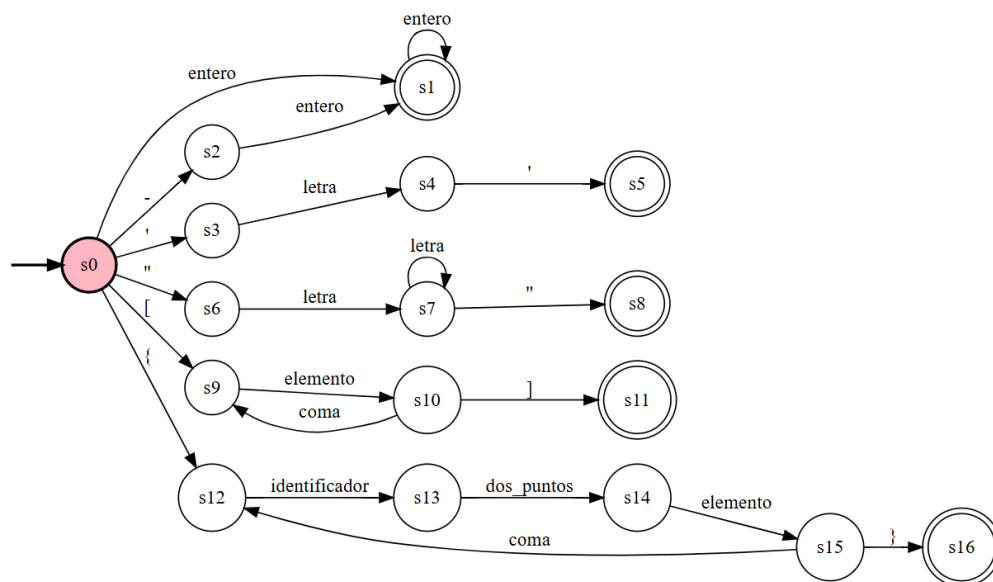 entero
entero
s1
entero
s2
-
letra
s4
'
s5
'
s3
s0
"
letra
letra
"
s6
s7
s8
[
{
s9
elemento
coma
s10
]
s11
s12
identificador
s13
dos_puntos
s14
elemento
coma
s15
}
s16